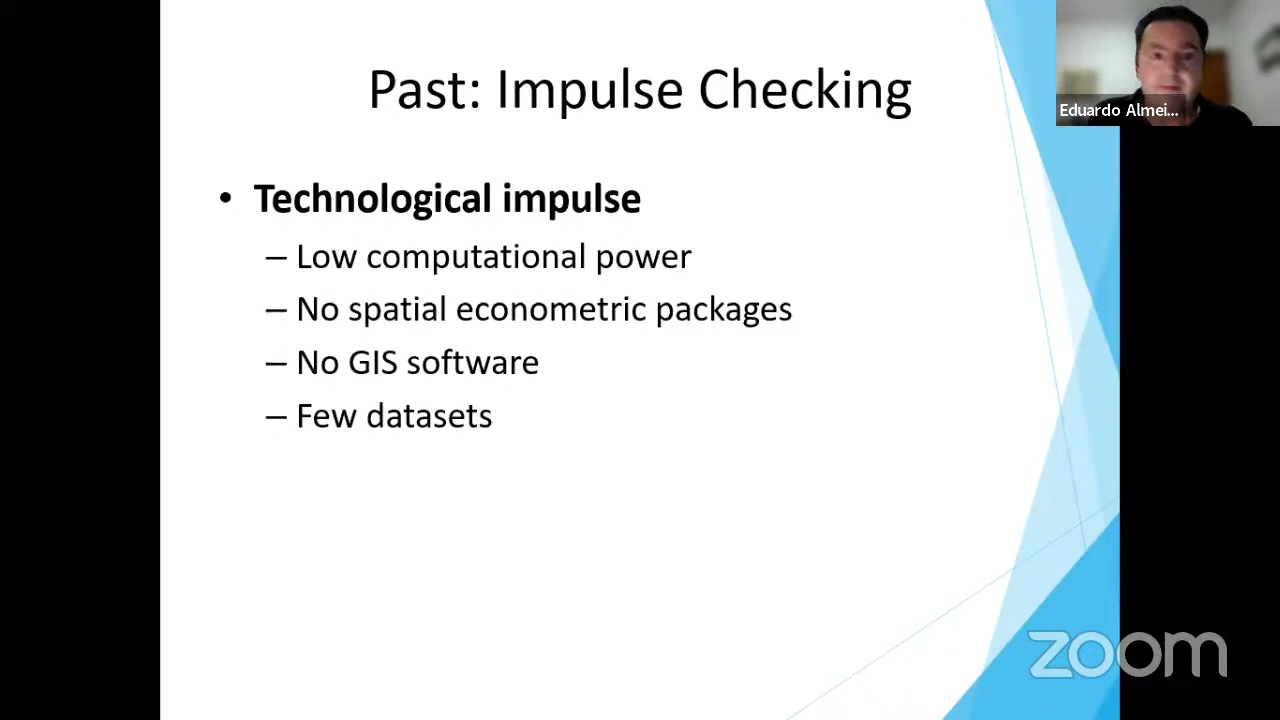 Past: Impulse Checking
Eduardo Almei...
• Technological impulse
– Low computational power
– No spatial econometric packages
– No GIS software
– Few datasets
zoom